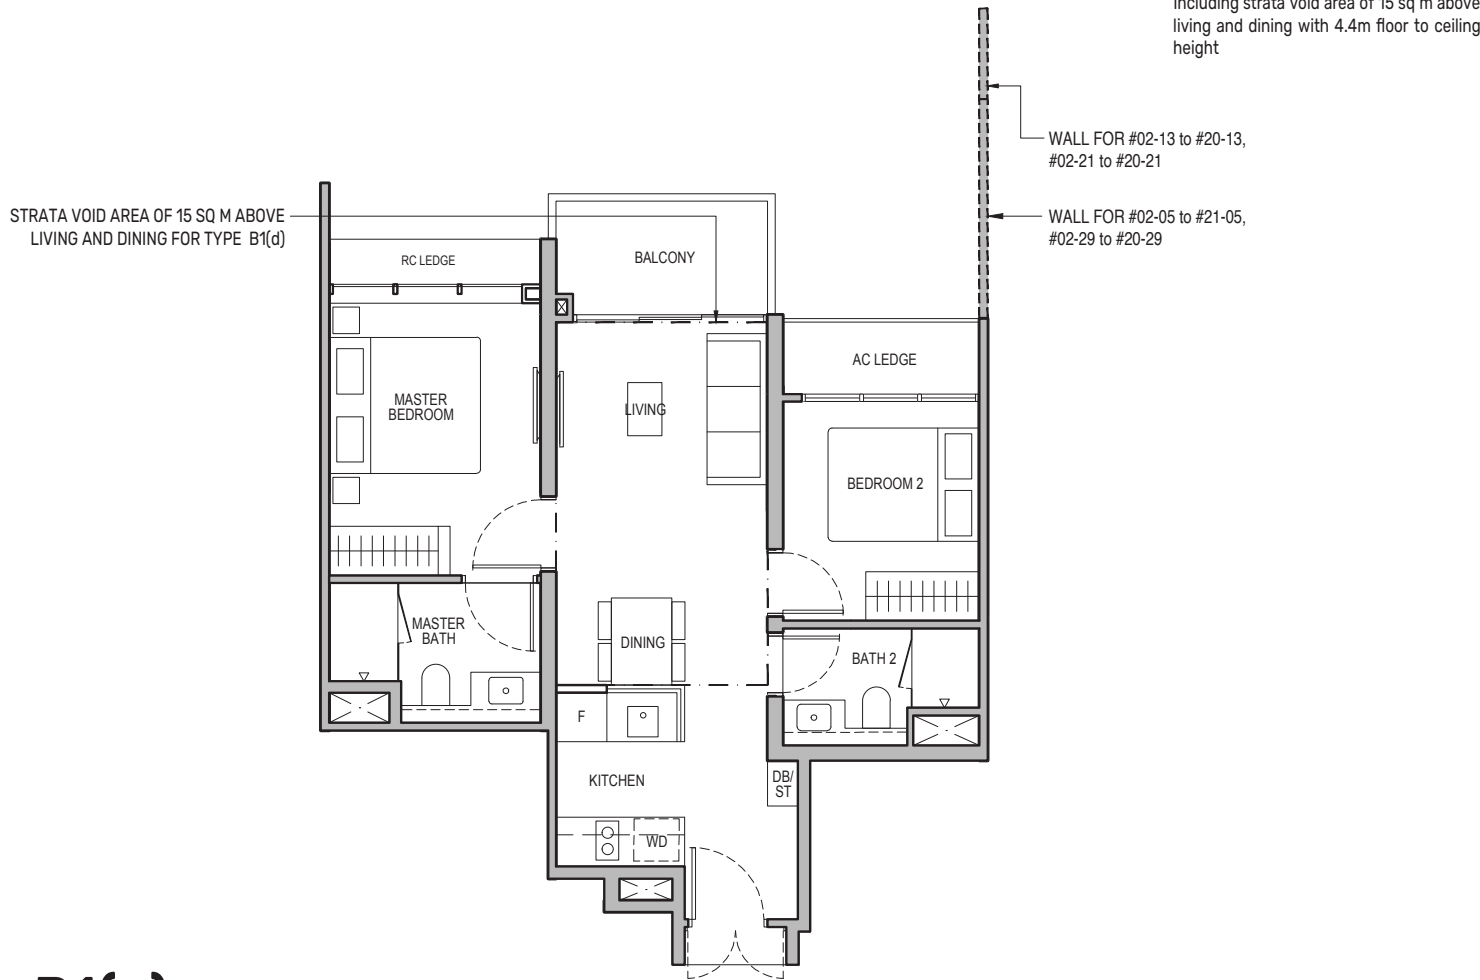 Including strata void area of 15 sq m above
living and dining with 4.4m floor to ceiling
height
WALL FOR #02-13 to #20-13,
#02-21 to #20-21
STRATA VOID AREA OF 15 SQ M ABOVE
LIVING AND DINING FOR TYPE B1(d)
WALL FOR #02-05 to #21-05,
#02-29 to #20-29
RC LEDGE
BALCONY
AC LEDGE
MASTER
BEDROOM
LIVING
BEDROOM 2
MASTER
BATH
DINING
BATH 2
F
KITCHEN
DB/
ST
WD